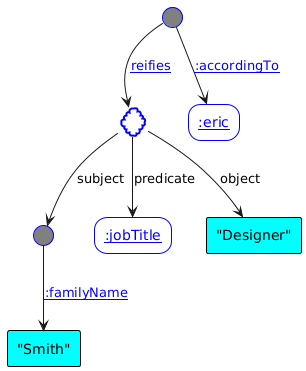 reifies
:accordingTo
:eric
subject
predicate
object
:jobTitle
"Designer"
:familyName
"Smith"